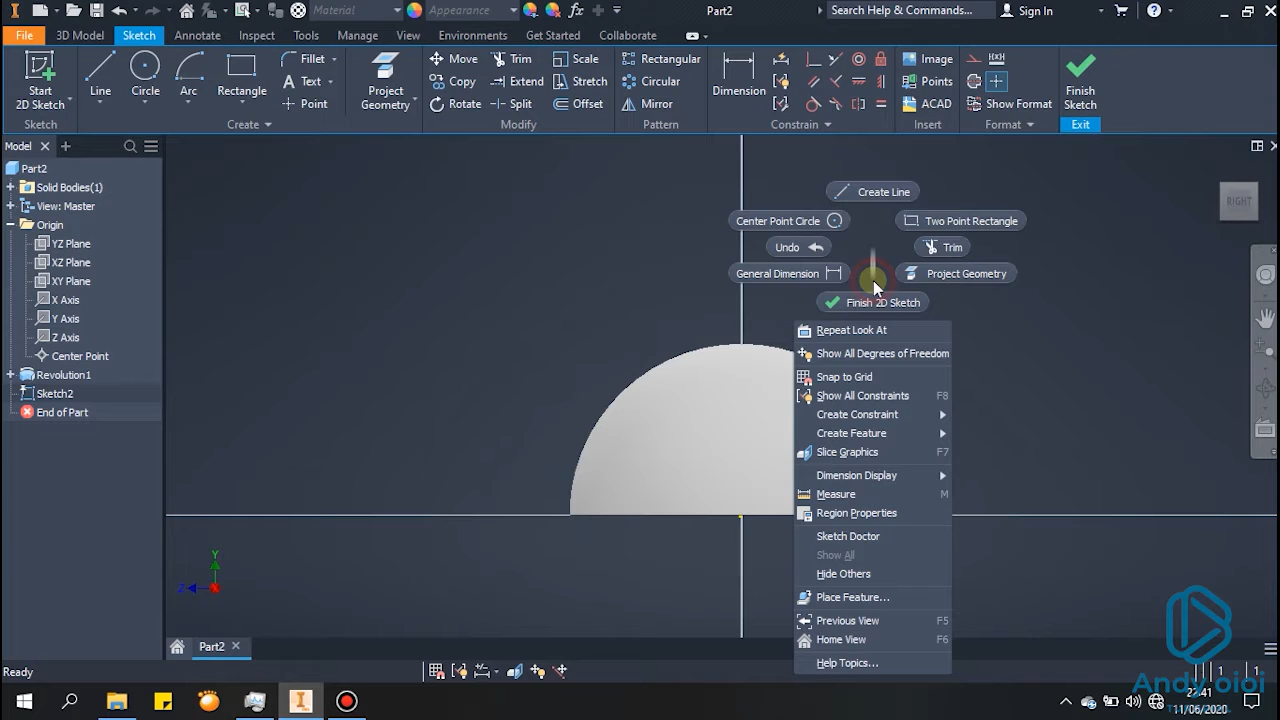 Material
Appearance
Part2
Search Help & Commands...
Sign In
File
3D Model
Sketch
Annotate
Inspect
Tools
Manage
View
Environments
Get Started
Collaborate
Start
2D Sketch
Line
Circle
Arc
Rectangle
Fillet
Text
Point
Project
Geometry
Move
Copy
Rotate
Trim
Extend
Split
Scale
Stretch
Offset
Rectangular
Circular
Mirror
Dimension
Image
Points
ACAD
Show Format
Finish
Sketch
Sketch
Create
Modify
Pattern
Constrain
Insert
Format
Exit
Model
Part2
Solid Bodies(1)
View: Master
Origin
YZ Plane
XZ Plane
XY Plane
X Axis
Y Axis
Z Axis
Center Point
Revolution1
Sketch2
End of Part
Create Line
Center Point Circle
Two Point Rectangle
Undo
Trim
General Dimension
Project Geometry
Finish 2D Sketch
Repeat Look At
Show All Degrees of Freedom
Snap to Grid
Show All Constraints F8
Create Constraint
Create Feature
Slice Graphics F7
Dimension Display
Measure M
Region Properties
Sketch Doctor
Show All
Hide Others
Place Feature...
Previous View F5
Home View F6
Help Topics...
RIGHT
Y
Z
Part2
Ready
1 1
Andy oioi
23:41
11/06/2020